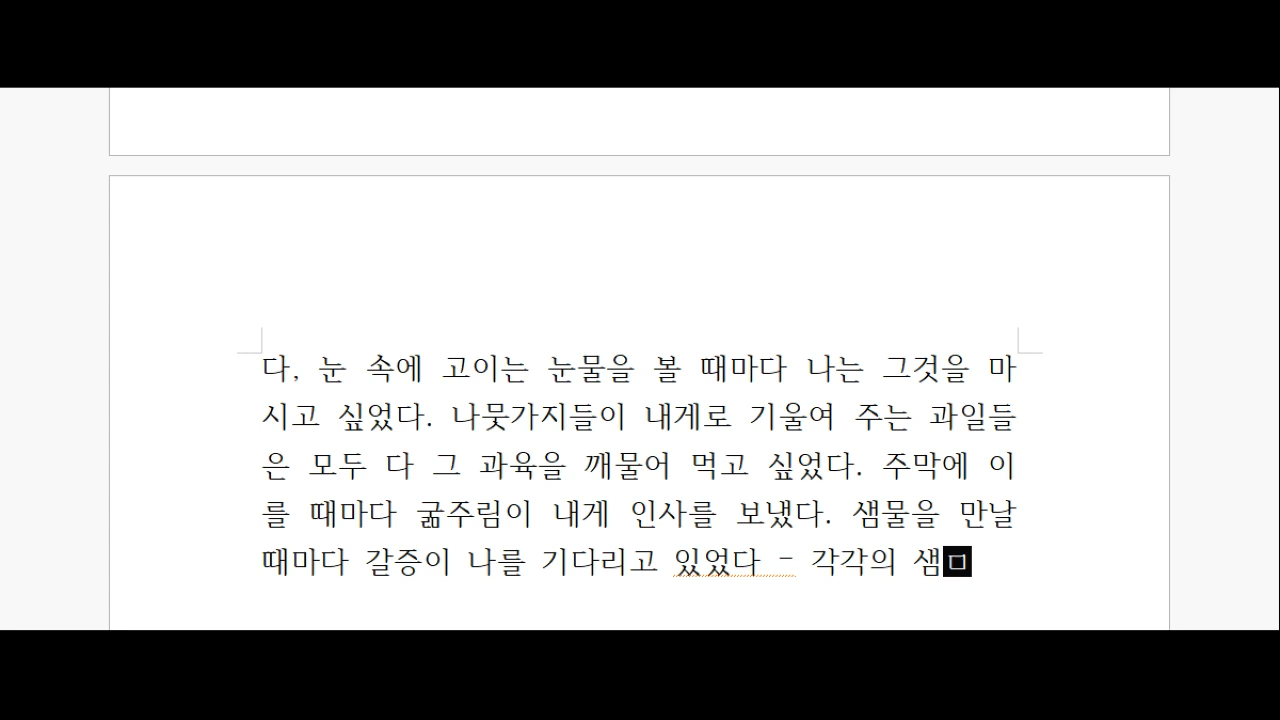 다, 눈 속에 고이는 눈물을 볼 때마다 나는 그것을 마
시고 싶었다. 나뭇가지들이 내게로 기울여 주는 과일들
은 모두 다 그 과육을 깨물어 먹고 싶었다. 주막에 이
를 때마다 굶주림이 내게 인사를 보냈다. 샘물을 만날
때마다 갈증이 나를 기다리고 있었다 - 각각의 샘ㅁ